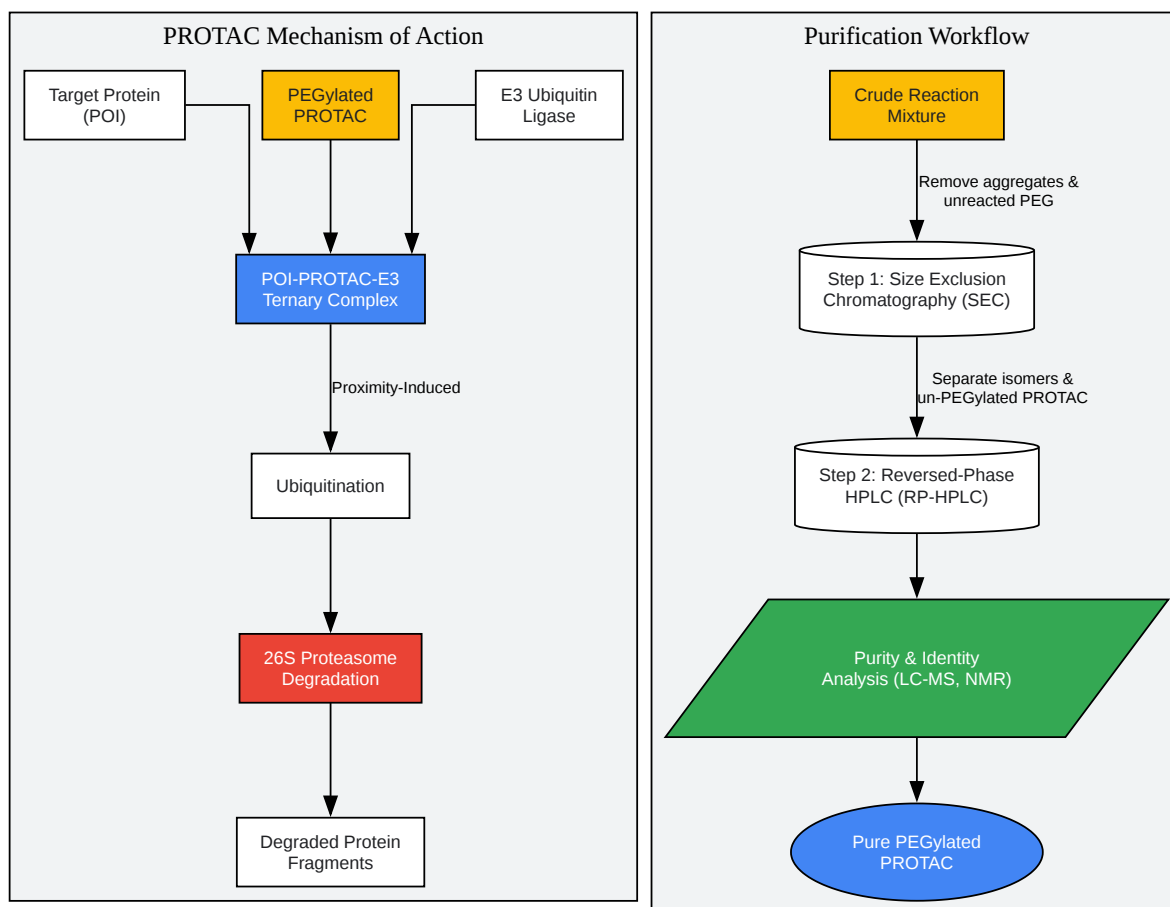 PROTAC Mechanism of Action
Target Protein
(POI)
PEGylated
PROTAC
E3 Ubiquitin
Ligase
POI-PROTAC-E3
Ternary Complex
Proximity-Induced
Ubiquitination
26S Proteasome
Degradation
Degraded Protein
Fragments
Purification Workflow
Crude Reaction
Mixture
Remove aggregates &
unreacted PEG
Step 1: Size Exclusion
Chromatography (SEC)
Separate isomers &
un-PEGylated PROTAC
Step 2: Reversed-Phase
HPLC (RP-HPLC)
Purity & Identity
Analysis (LC-MS, NMR)
Pure PEGylated
PROTAC